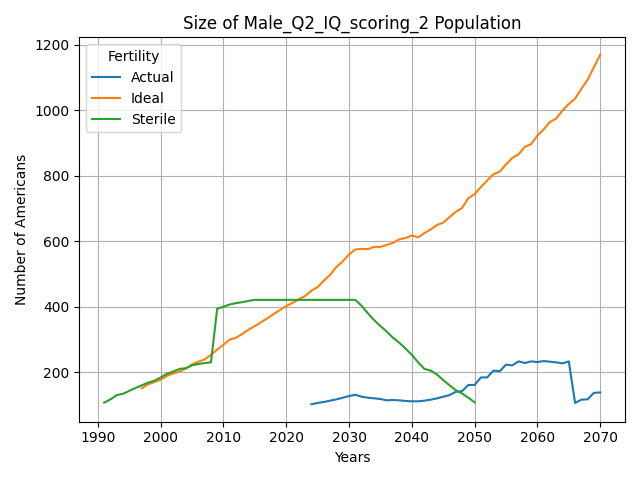 Size of Male_Q2_IQ_scoring_2 Population
Fertility
Actual
Ideal
Sterile
Number of Americans
1200
1000
800
600
400
200
1990 2000 2010 2020 2030 2040 2050 2060 2070
Years